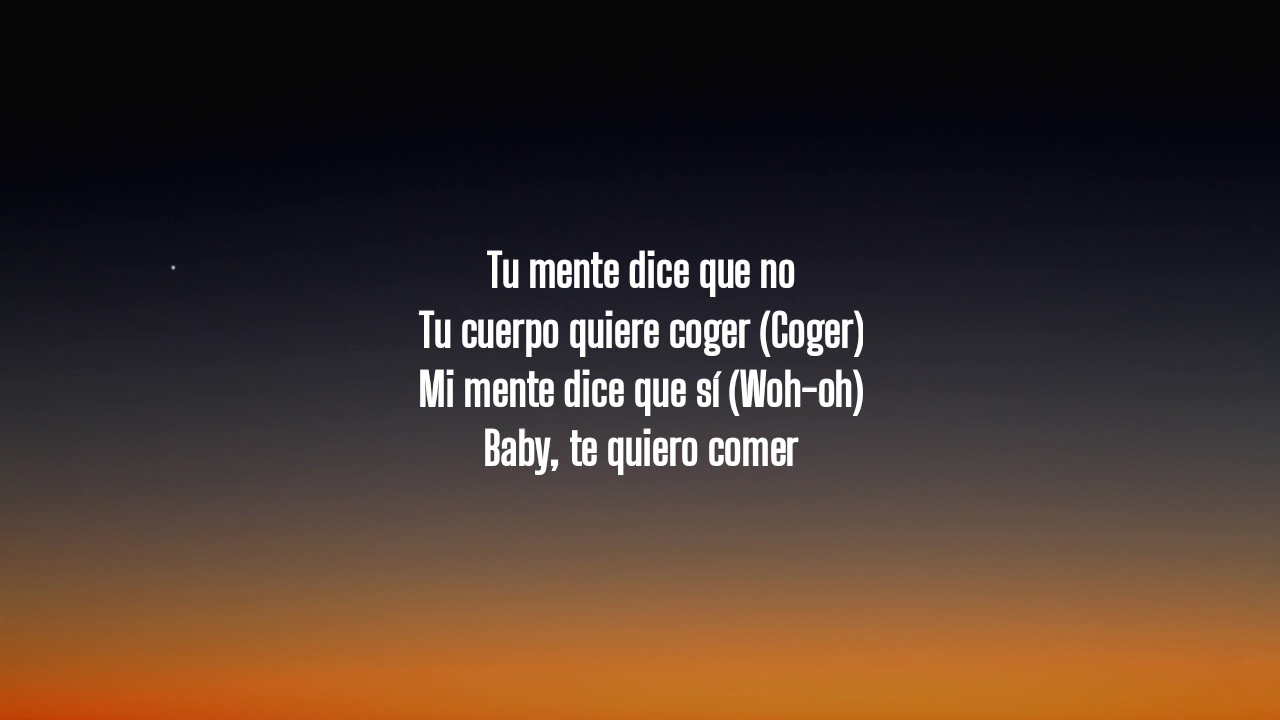 Tu mente dice que no
Tu cuerpo quiere coger (Coger)
Mi mente dice que sí (Woh-oh)
Baby, te quiero comer